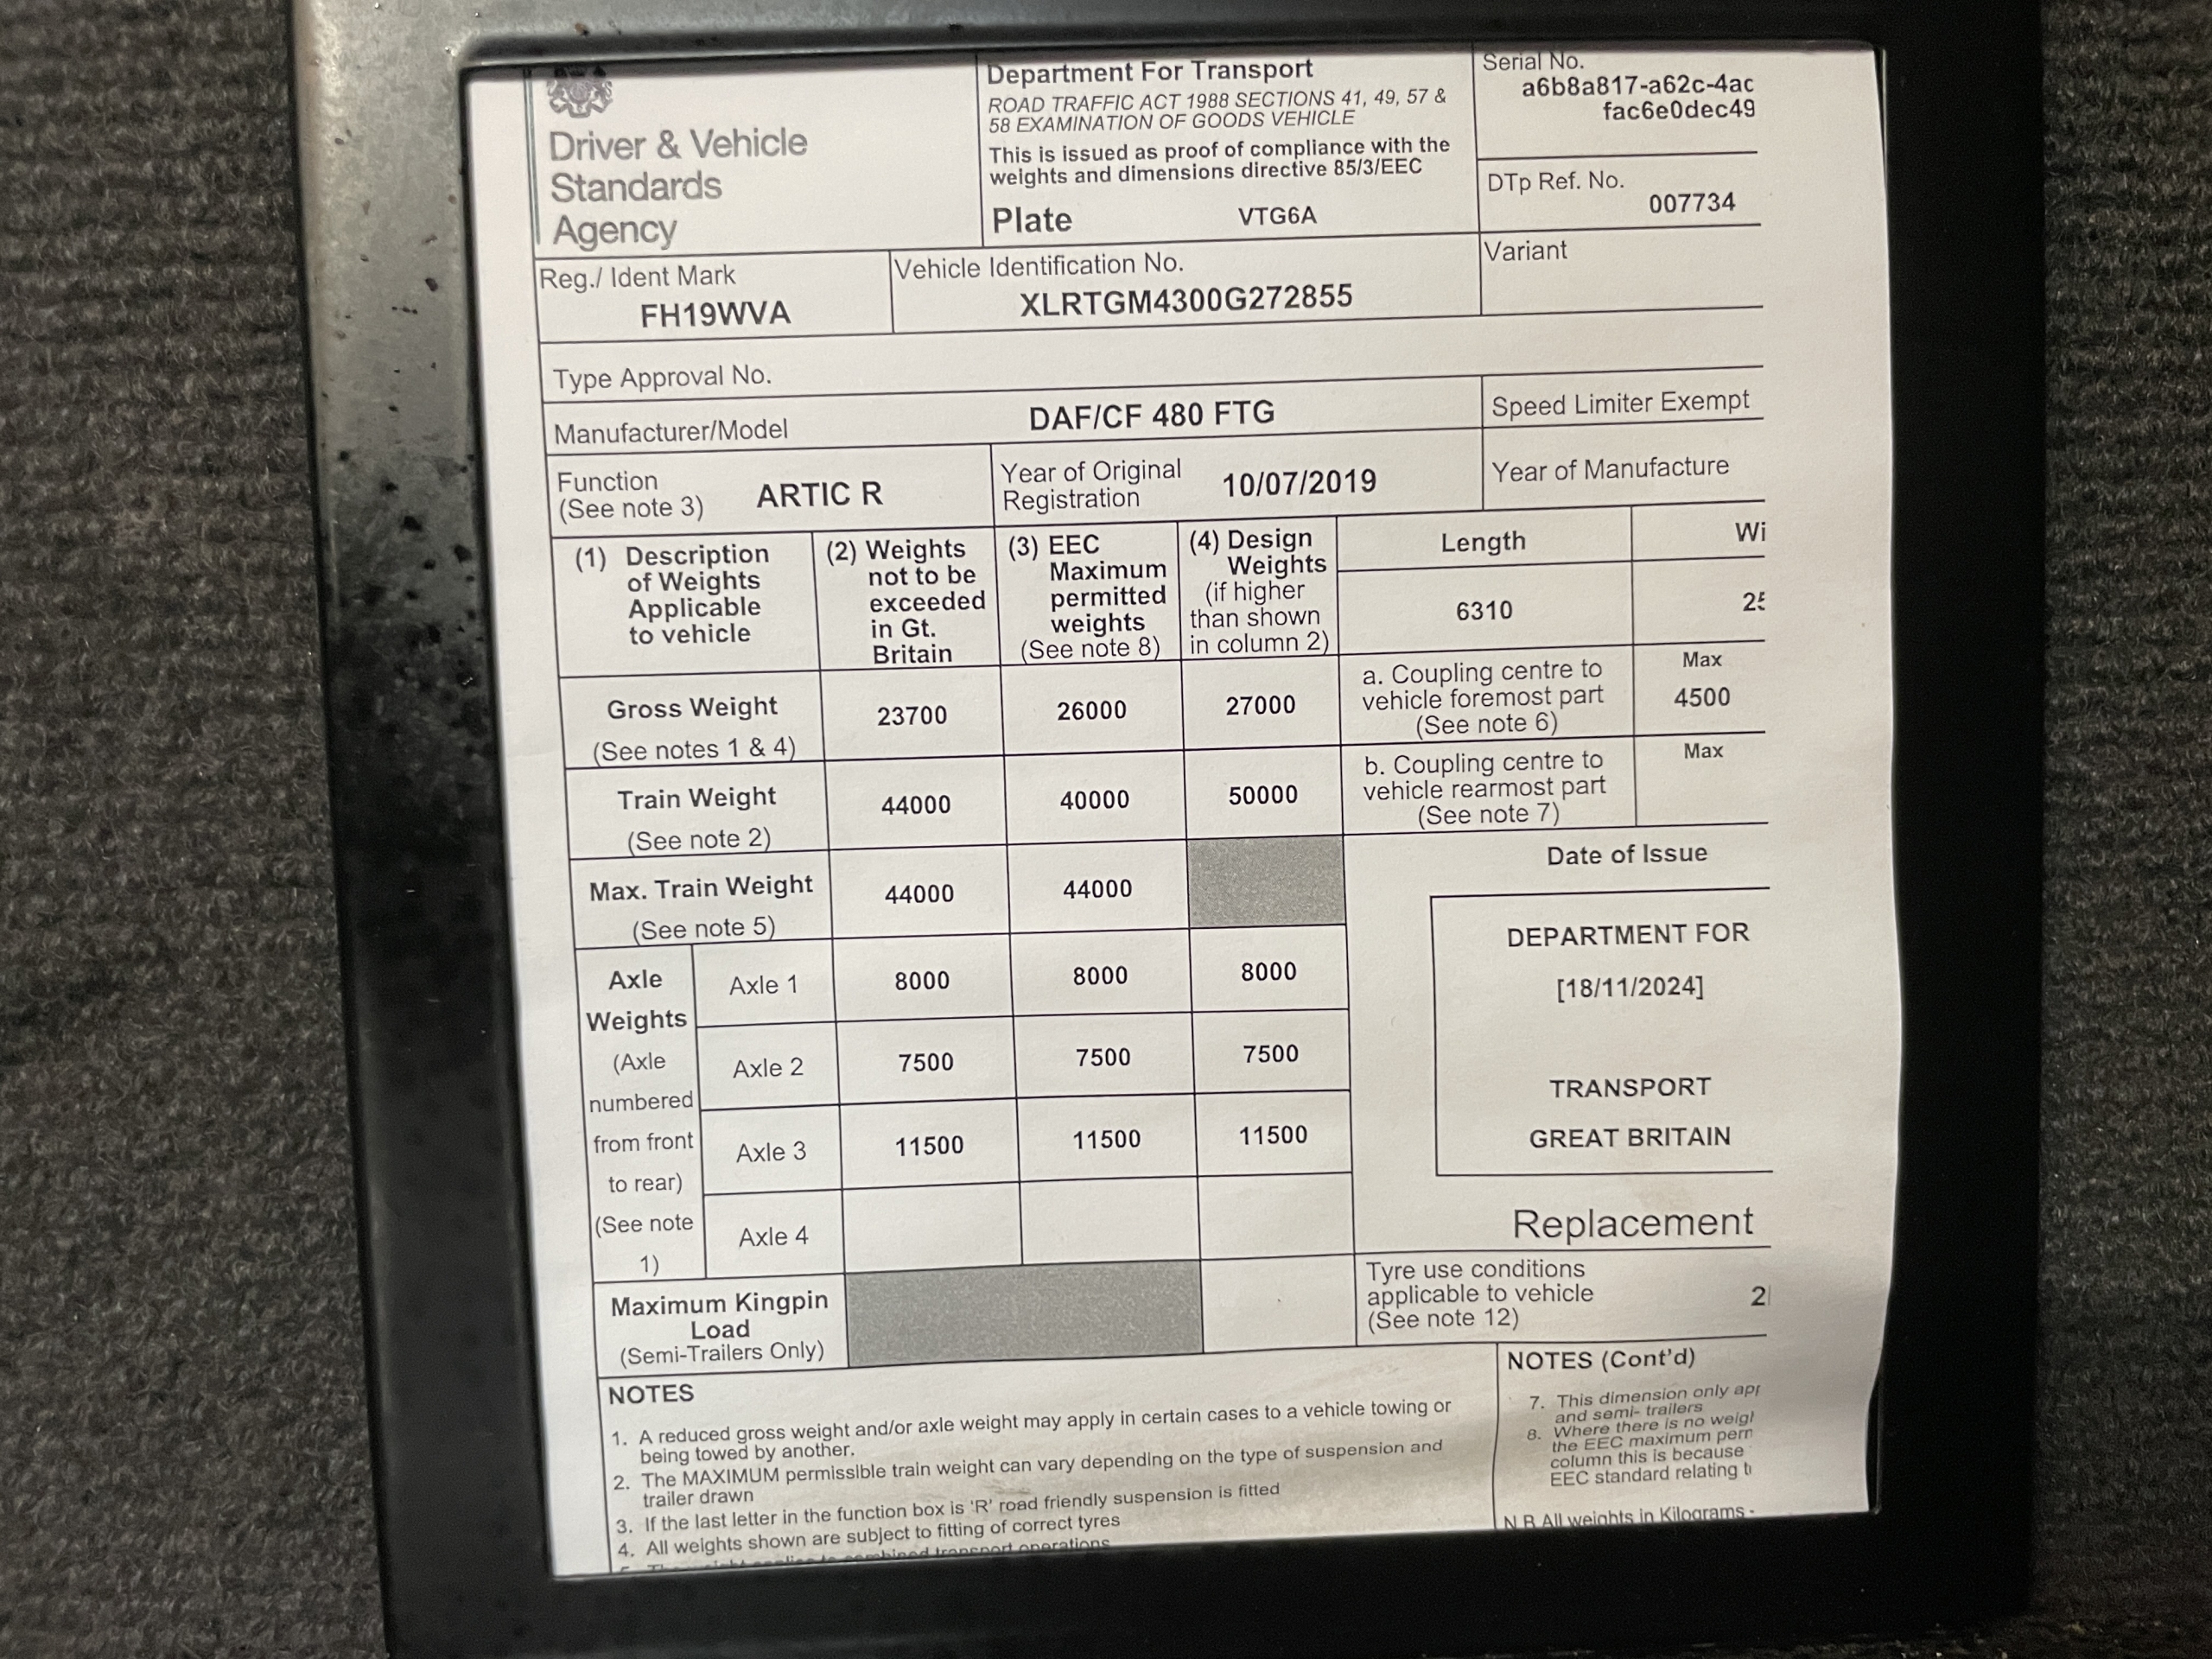 Driver & Vehicle
Standards
Agency
Department For Transport
ROAD TRAFFIC ACT 1988 SECTIONS 41, 49, 57 &
58 EXAMINATION OF GOODS VEHICLE
This is issued as proof of compliance with the
weights and dimensions directive 85/3/EEC
Plate VTG6A
Serial No.
a6b8a817-a62c-4ac
fac6e0dec49
DTp Ref. No.
007734
Reg./ Ident Mark
FH19WVA
Vehicle Identification No.
XLRTGM4300G272855
Variant
Type Approval No.
Manufacturer/Model DAF/CF 480 FTG
Speed Limiter Exempt
Function
(See note 3) ARTIC R
Year of Original
Registration 10/07/2019
Year of Manufacture
(1) Description
of Weights
Applicable
to vehicle
(2) Weights
not to be
exceeded
in Gt.
Britain
(3) EEC
Maximum
permitted
weights
(See note 8)
(4) Design
Weights
(if higher
than shown
in column 2)
Length
6310
Wi
Gross Weight
(See notes 1 & 4)
23700 26000 27000
a. Coupling centre to
vehicle foremost part
(See note 6)
Max
4500
Train Weight
(See note 2)
44000 40000 50000
b. Coupling centre to
vehicle rearmost part
(See note 7)
Max
Max. Train Weight
(See note 5)
44000 44000
Date of Issue
DEPARTMENT FOR
[18/11/2024]
TRANSPORT
GREAT BRITAIN
Replacement
Axle
Weights
(Axle
numbered
from front
to rear)
(See note
1)
Axle 1 8000 8000 8000
Axle 2 7500 7500 7500
Axle 3 11500 11500 11500
Axle 4
Maximum Kingpin
Load
(Semi-Trailers Only)
Tyre use conditions
applicable to vehicle
(See note 12)
2
NOTES
1. A reduced gross weight and/or axle weight may apply in certain cases to a vehicle towing or
being towed by another.
2. The MAXIMUM permissible train weight can vary depending on the type of suspension and
trailer drawn
3. If the last letter in the function box is 'R' road friendly suspension is fitted
4. All weights shown are subject to fitting of correct tyres
combined transport operations
NOTES (Cont'd)
7. This dimension only
and semi- trailers
8. Where there is no
the EEC maximum
column this is because
EEC standard relating
N.B All weights in Kilograms -